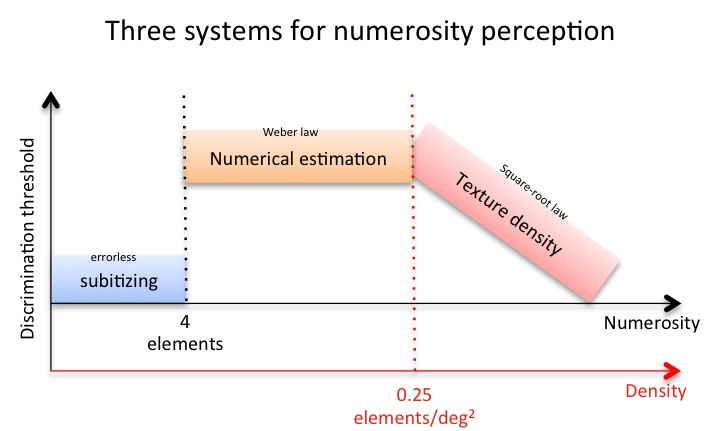 Three systems for numerosity perception
Discrimination threshold
Weber law
Numerical estimation
Square-root law
Texture density
errorless
subitizing
4
elements
Numerosity
0.25
elements/deg²
Density